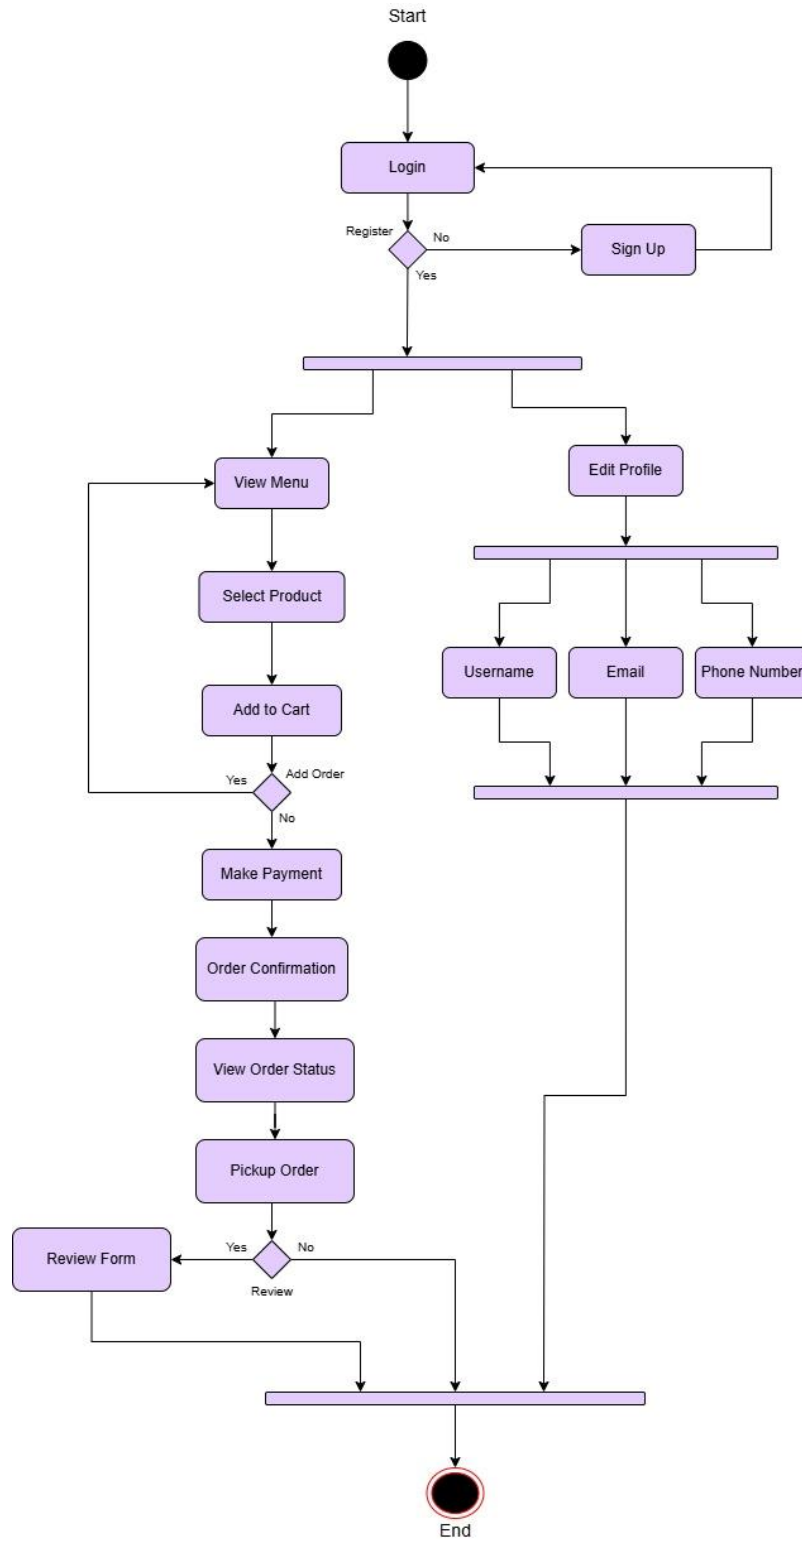 Start
Login
Register
No
Sign Up
Yes
View Menu
Edit Profile
Select Product
Username
Email
Phone Number
Add to Cart
Yes
Add Order
No
Make Payment
Order Confirmation
View Order Status
Pickup Order
Review Form
Yes
No
Review
End